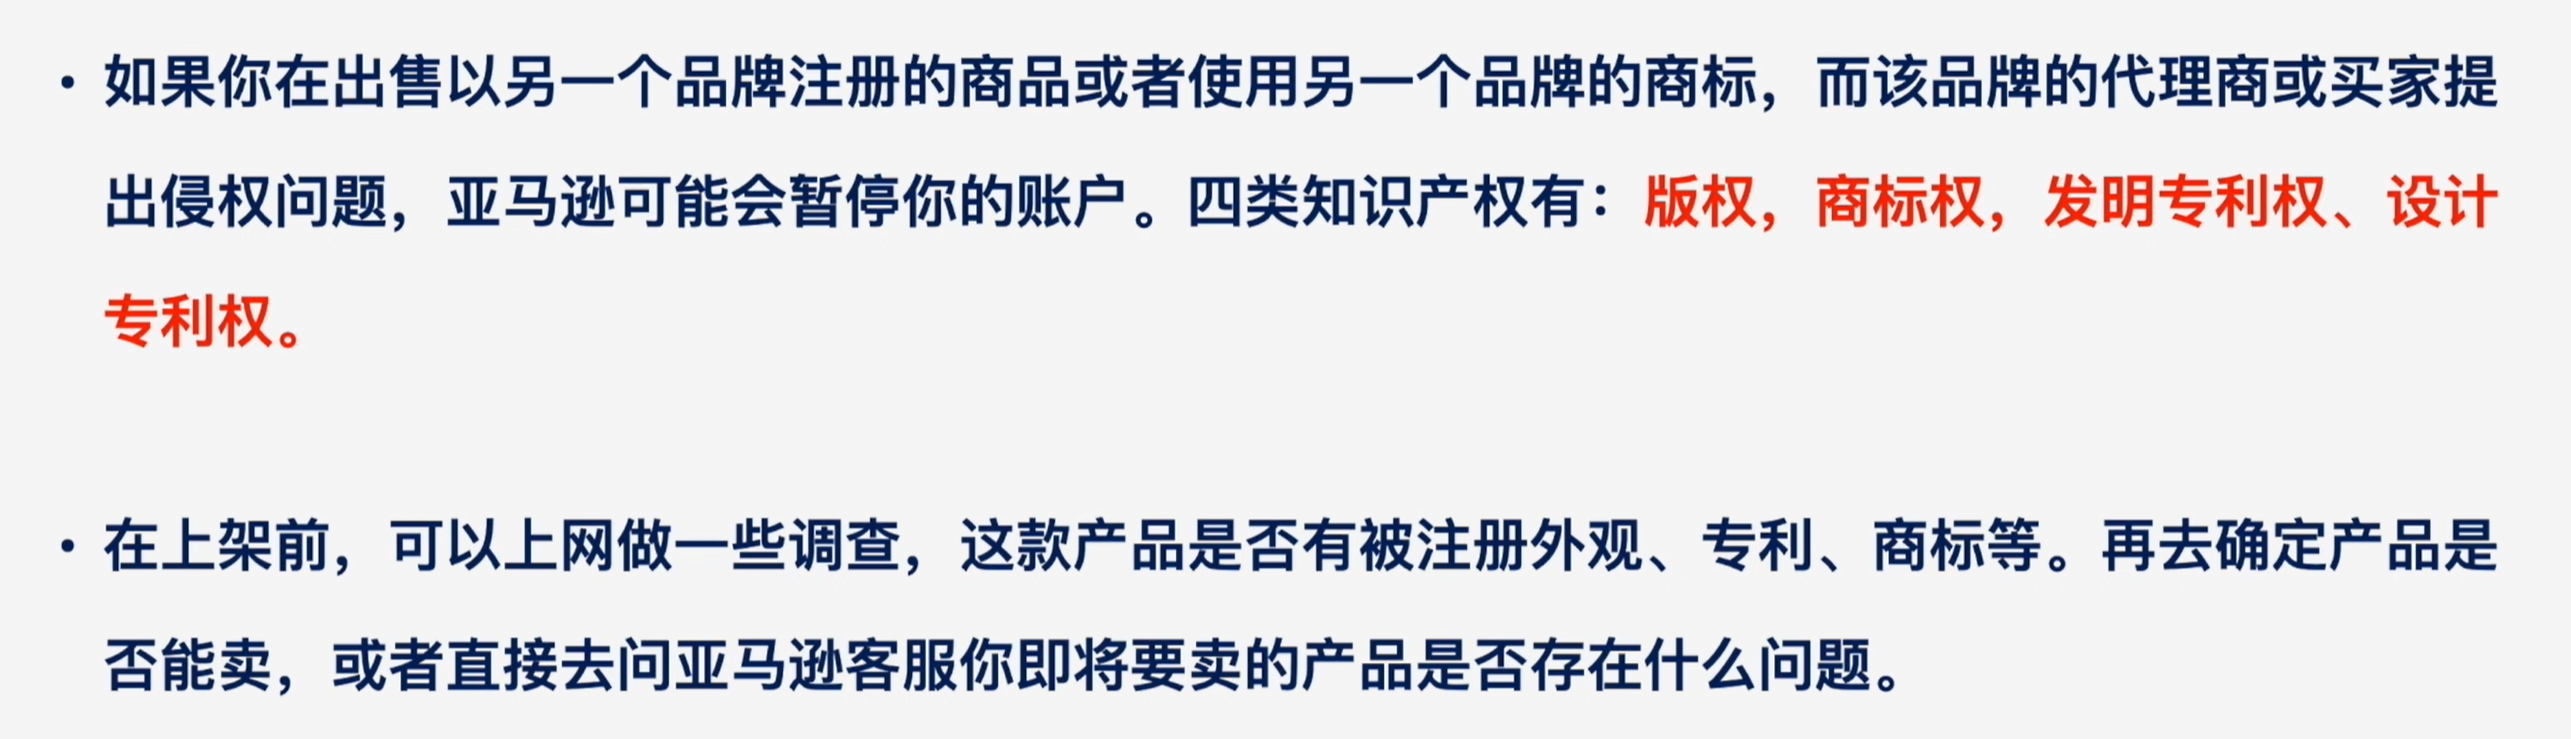 • 如果你在出售以另一个品牌注册的商品或者使用另一个品牌的商标，而该品牌的代理商或买家提
出侵权问题，亚马逊可能会暂停你的账户。四类知识产权有：版权，商标权，发明专利权、设计
专利权。
• 在上架前，可以上网做一些调查，这款产品是否有被注册外观、专利、商标等。再去确定产品是
否能卖，或者直接去问亚马逊客服你即将要卖的产品是否存在什么问题。